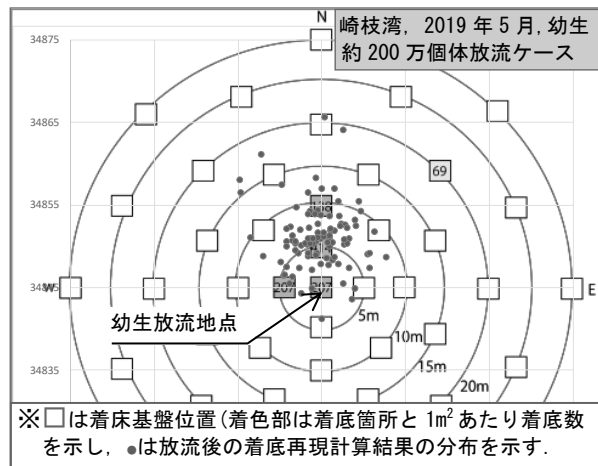 N
崎枝湾, 2019 年 5 月, 幼生
約 200 万個体放流ケース
34875
34865
69
34855
W
207
207
E
幼生放流地点
5m
10m
15m
34835
20m
※□は着床基盤位置(着色部は着底箇所と 1m² あたり着底数
を示し, ●は放流後の着底再現計算結果の分布を示す.